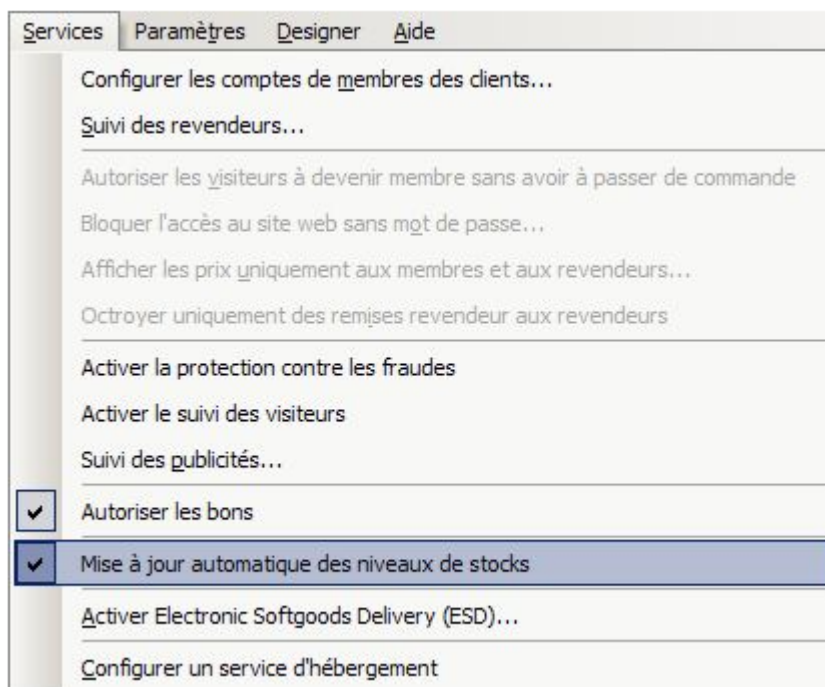 Services Paramètres Designer Aide
Configurer les comptes de membres des clients...
Suivi des revendeurs...
Autoriser les visiteurs à devenir membre sans avoir à passer de commande
Bloquer l'accès au site web sans mot de passe...
Afficher les prix uniquement aux membres et aux revendeurs...
Octroyer uniquement des remises revendeur aux revendeurs
Activer la protection contre les fraudes
Activer le suivi des visiteurs
Suivi des publicités...
Autoriser les bons
Mise à jour automatique des niveaux de stocks
Activer Electronic Softgoods Delivery (ESD)...
Configurer un service d'hébergement